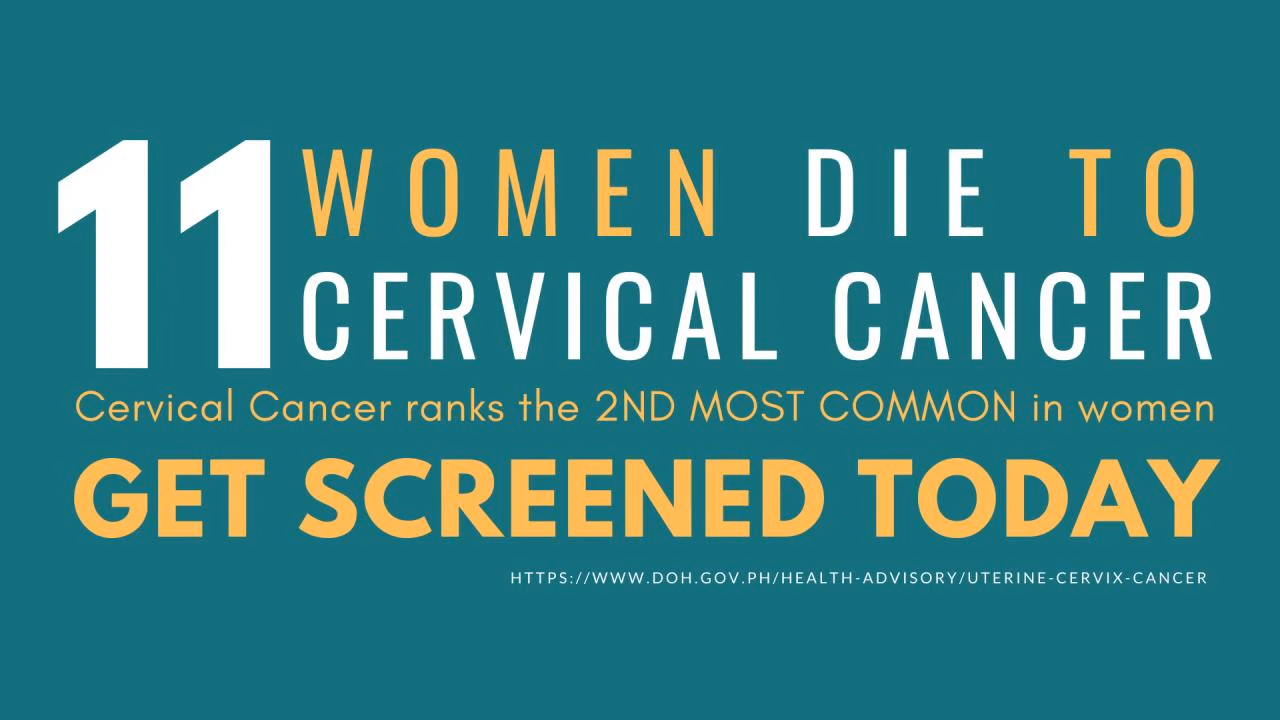 11 WOMEN DIE TO
CERVICAL CANCER
Cervical Cancer ranks the 2ND MOST COMMON in women
GET SCREENED TODAY
HTTPS://WWW.DOH.GOV.PH/HEALTH-ADVISORY/UTERINE-CERVIX-CANCER